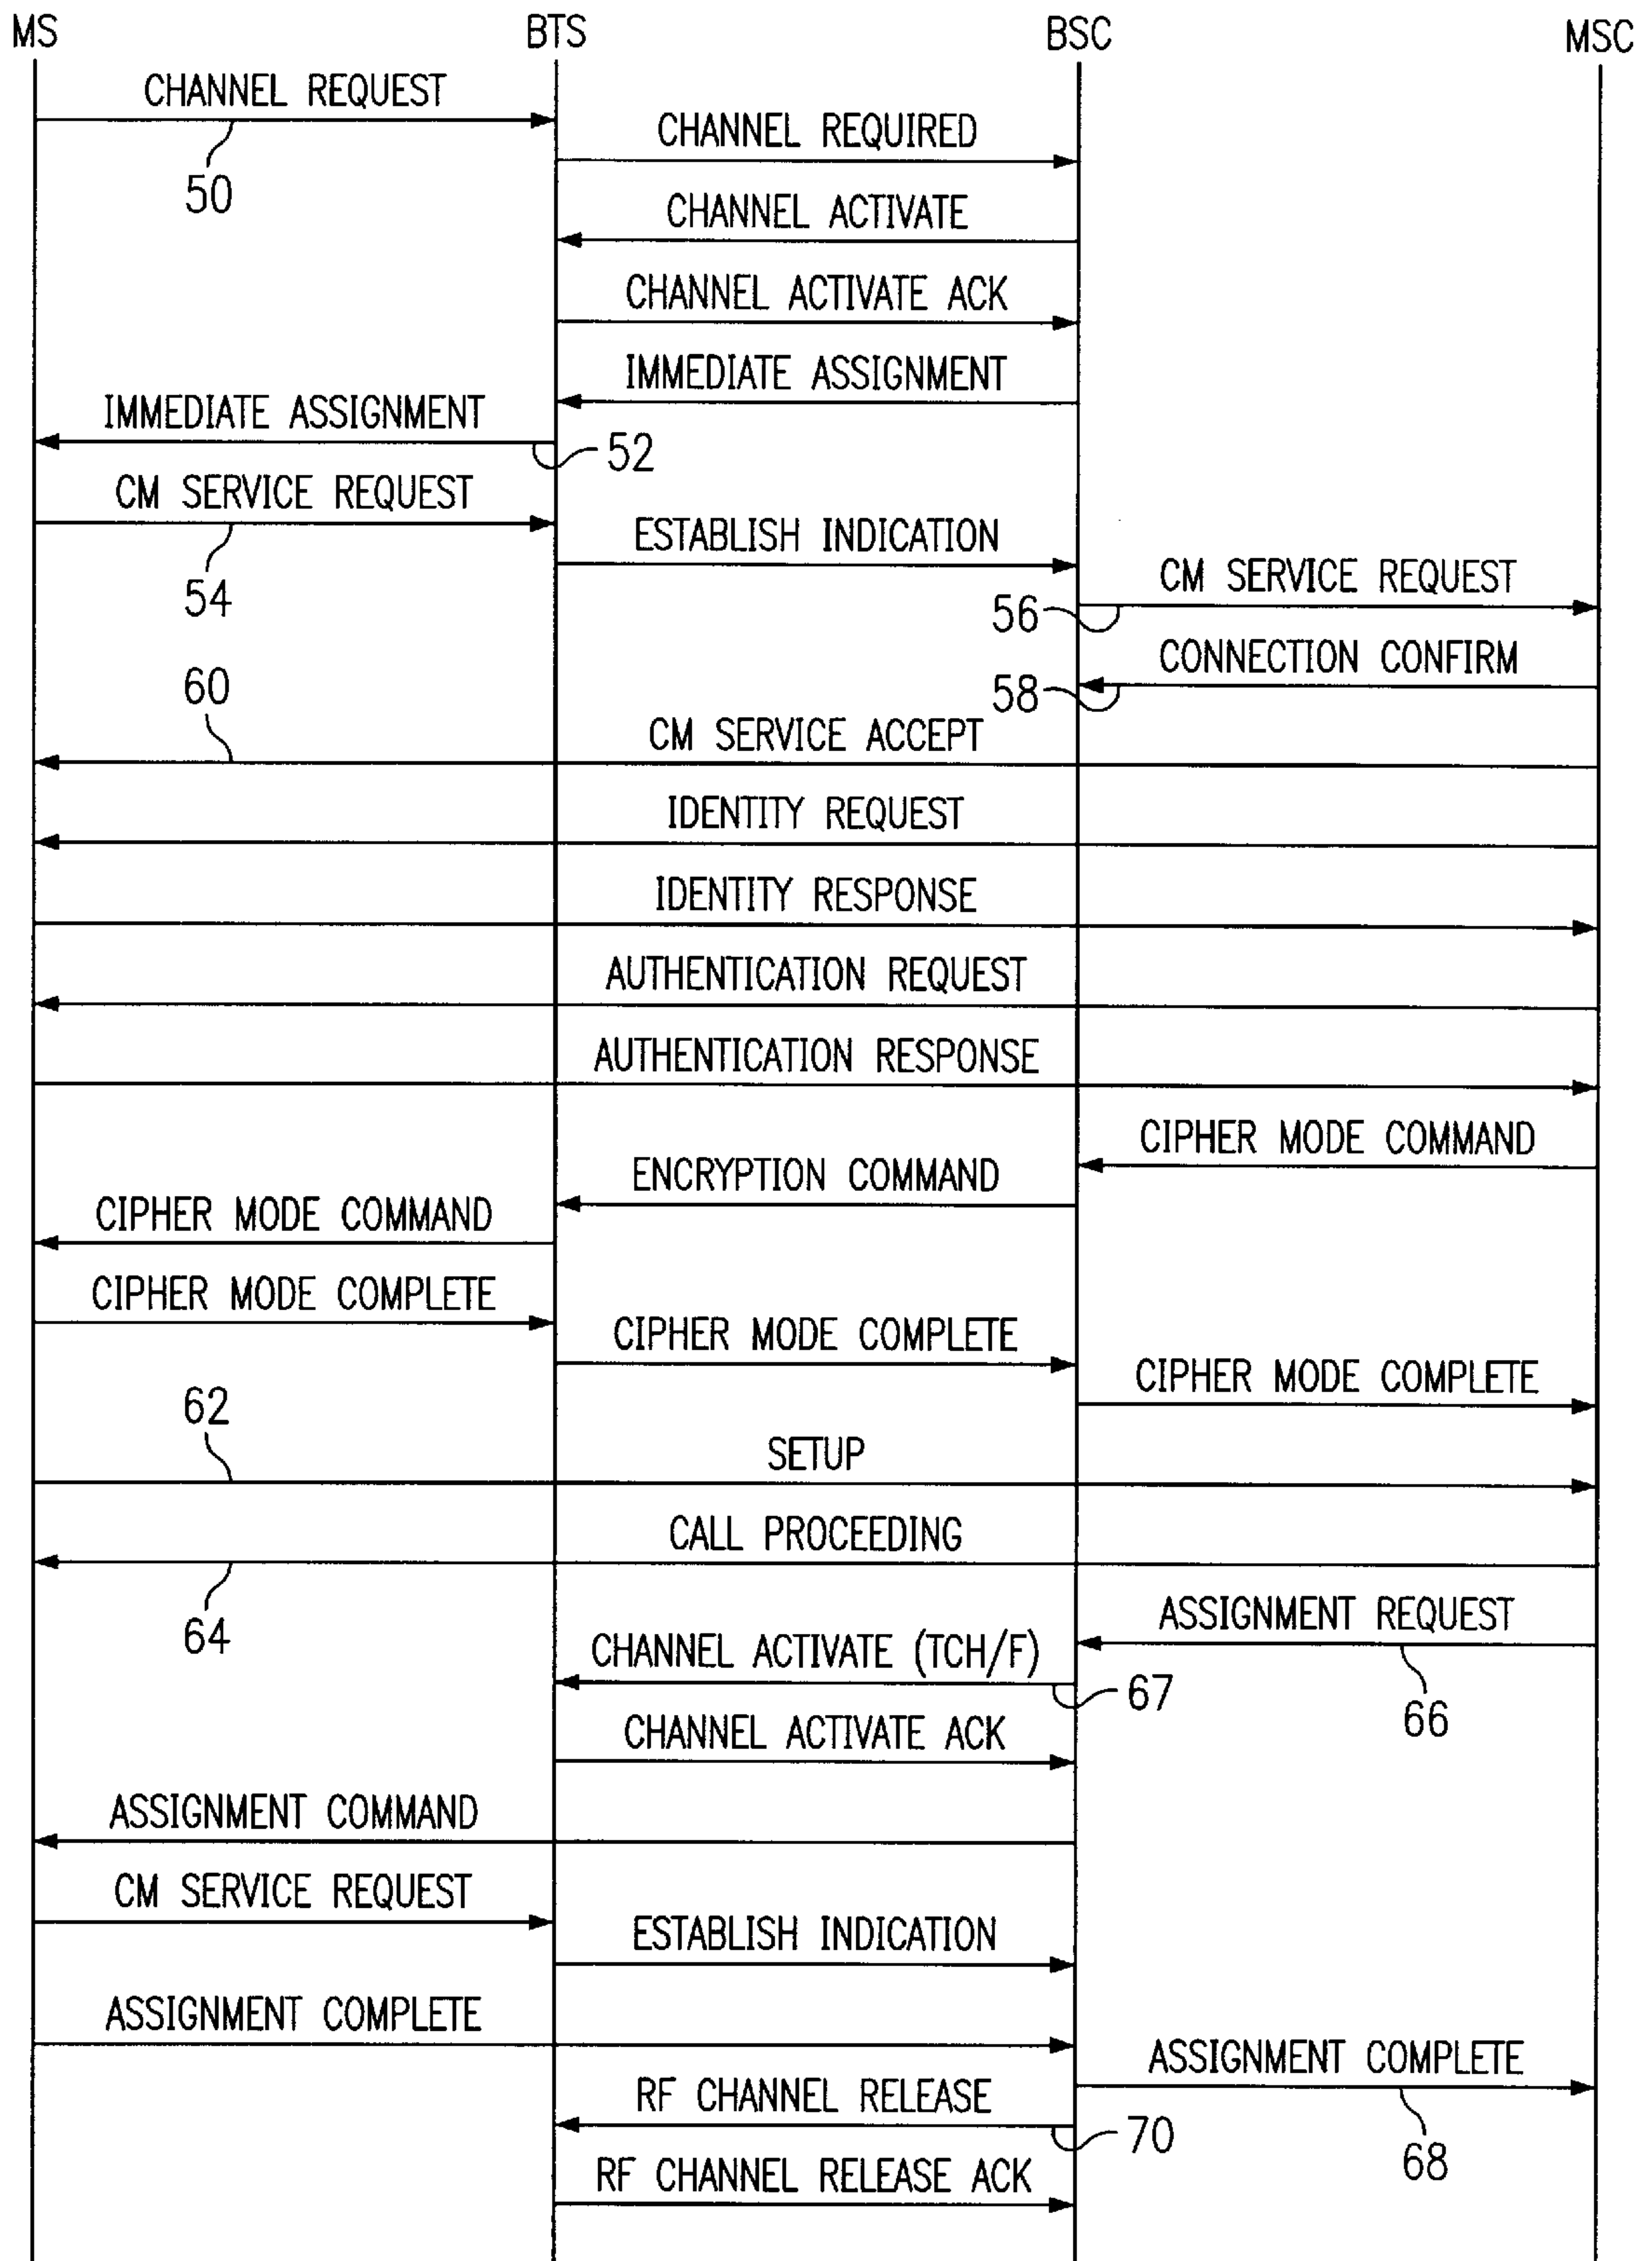 MS BTS BSC MSC
CHANNEL REQUEST
50
CHANNEL REQUIRED
CHANNEL ACTIVATE
CHANNEL ACTIVATE ACK
IMMEDIATE ASSIGNMENT
IMMEDIATE ASSIGNMENT
52
CM SERVICE REQUEST
54
ESTABLISH INDICATION
CM SERVICE REQUEST
56
CONNECTION CONFIRM
58
60
CM SERVICE ACCEPT
IDENTITY REQUEST
IDENTITY RESPONSE
AUTHENTICATION REQUEST
AUTHENTICATION RESPONSE
CIPHER MODE COMMAND
ENCRYPTION COMMAND
CIPHER MODE COMMAND
CIPHER MODE COMPLETE
CIPHER MODE COMPLETE
CIPHER MODE COMPLETE
62
SETUP
CALL PROCEEDING
64
ASSIGNMENT REQUEST
66
CHANNEL ACTIVATE (TCH/F)
67
CHANNEL ACTIVATE ACK
ASSIGNMENT COMMAND
CM SERVICE REQUEST
ESTABLISH INDICATION
ASSIGNMENT COMPLETE
ASSIGNMENT COMPLETE
68
RF CHANNEL RELEASE
70
RF CHANNEL RELEASE ACK